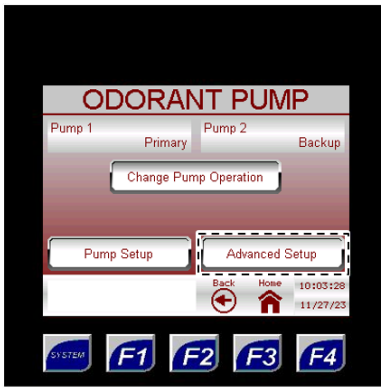 ODORANT PUMP
Pump 1
Primary
Pump 2
Backup
Change Pump Operation
Pump Setup
Advanced Setup
Back
Home
10:03:28
11/27/23
SYSTEM
F1
F2
F3
F4